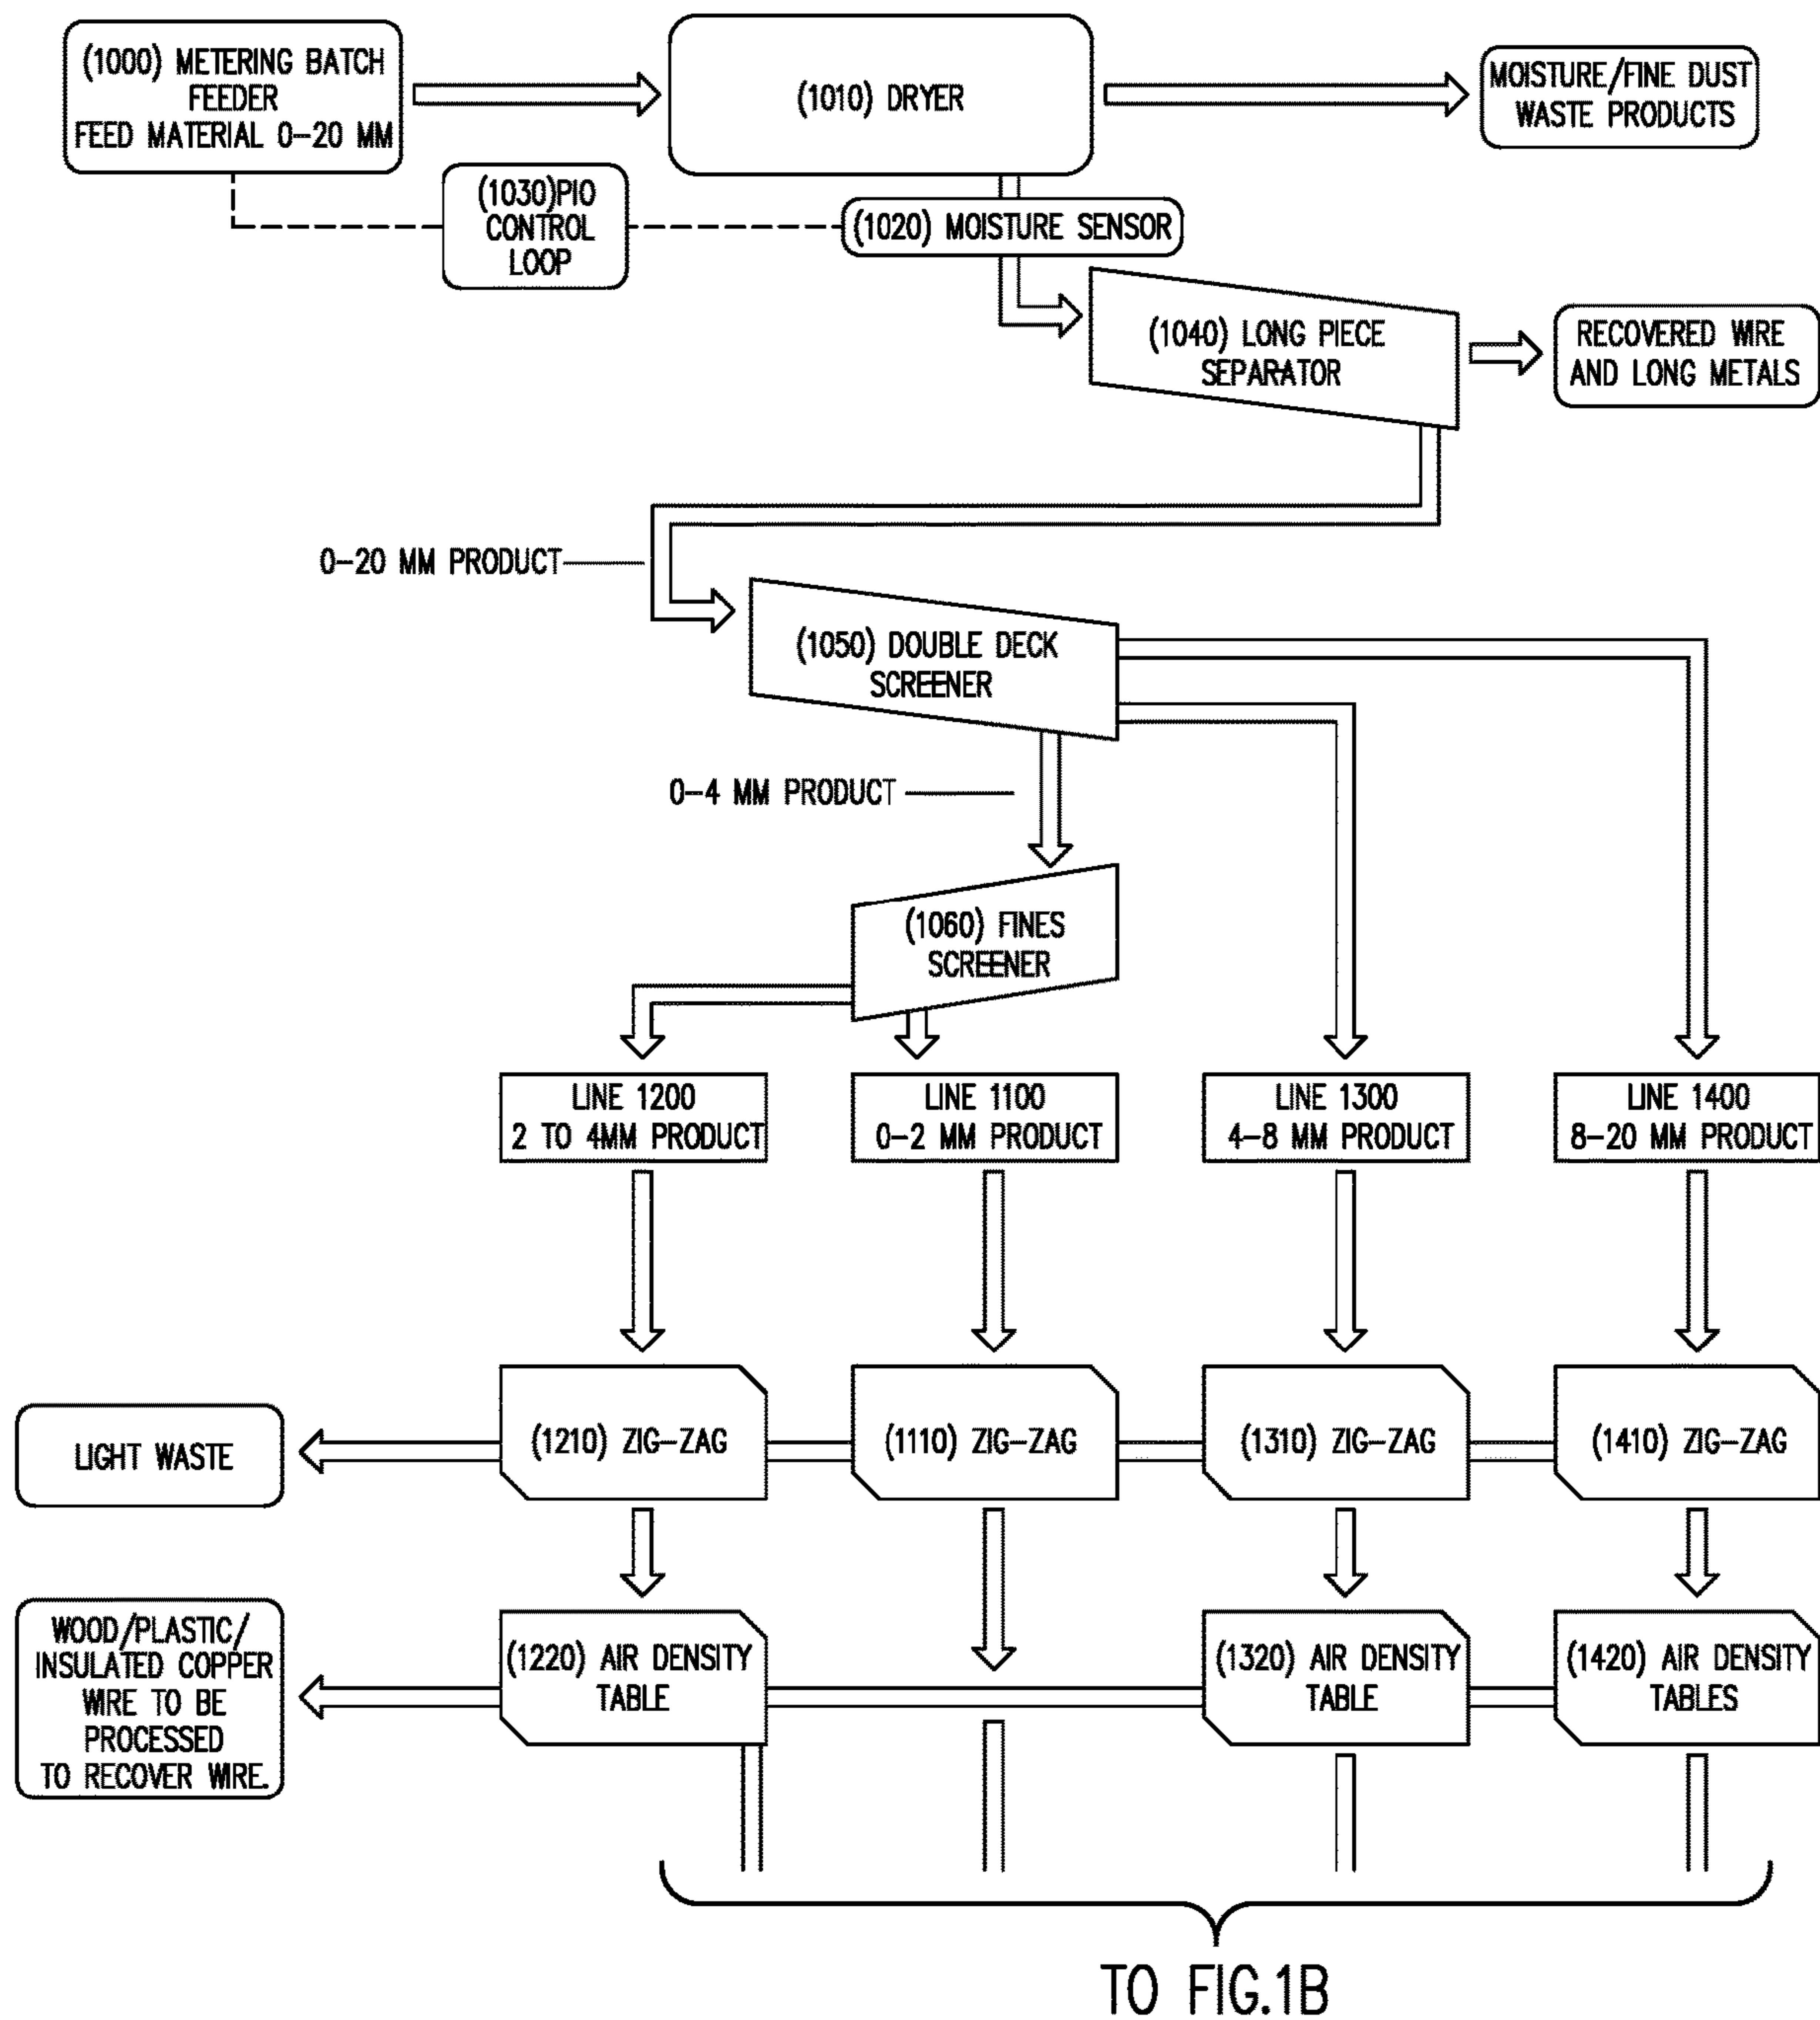 (1000) METERING BATCH
FEEDER
FEED MATERIAL 0-20 MM
(1010) DRYER
MOISTURE/FINE DUST
WASTE PRODUCTS
(1030)PIO
CONTROL
LOOP
(1020) MOISTURE SENSOR
(1040) LONG PIECE
SEPARATOR
RECOVERED WIRE
AND LONG METALS
0-20 MM PRODUCT
(1050) DOUBLE DECK
SCREENER
0-4 MM PRODUCT
(1060) FINES
SCREENER
LINE 1200
2 TO 4MM PRODUCT
LINE 1100
0-2 MM PRODUCT
LINE 1300
4-8 MM PRODUCT
LINE 1400
8-20 MM PRODUCT
LIGHT WASTE
(1210) ZIG-ZAG
(1110) ZIG-ZAG
(1310) ZIG-ZAG
(1410) ZIG-ZAG
WOOD/PLASTIC/
INSULATED COPPER
WIRE TO BE
PROCESSED
TO RECOVER WIRE.
(1220) AIR DENSITY
TABLE
(1320) AIR DENSITY
TABLE
(1420) AIR DENSITY
TABLES
TO FIG.1B